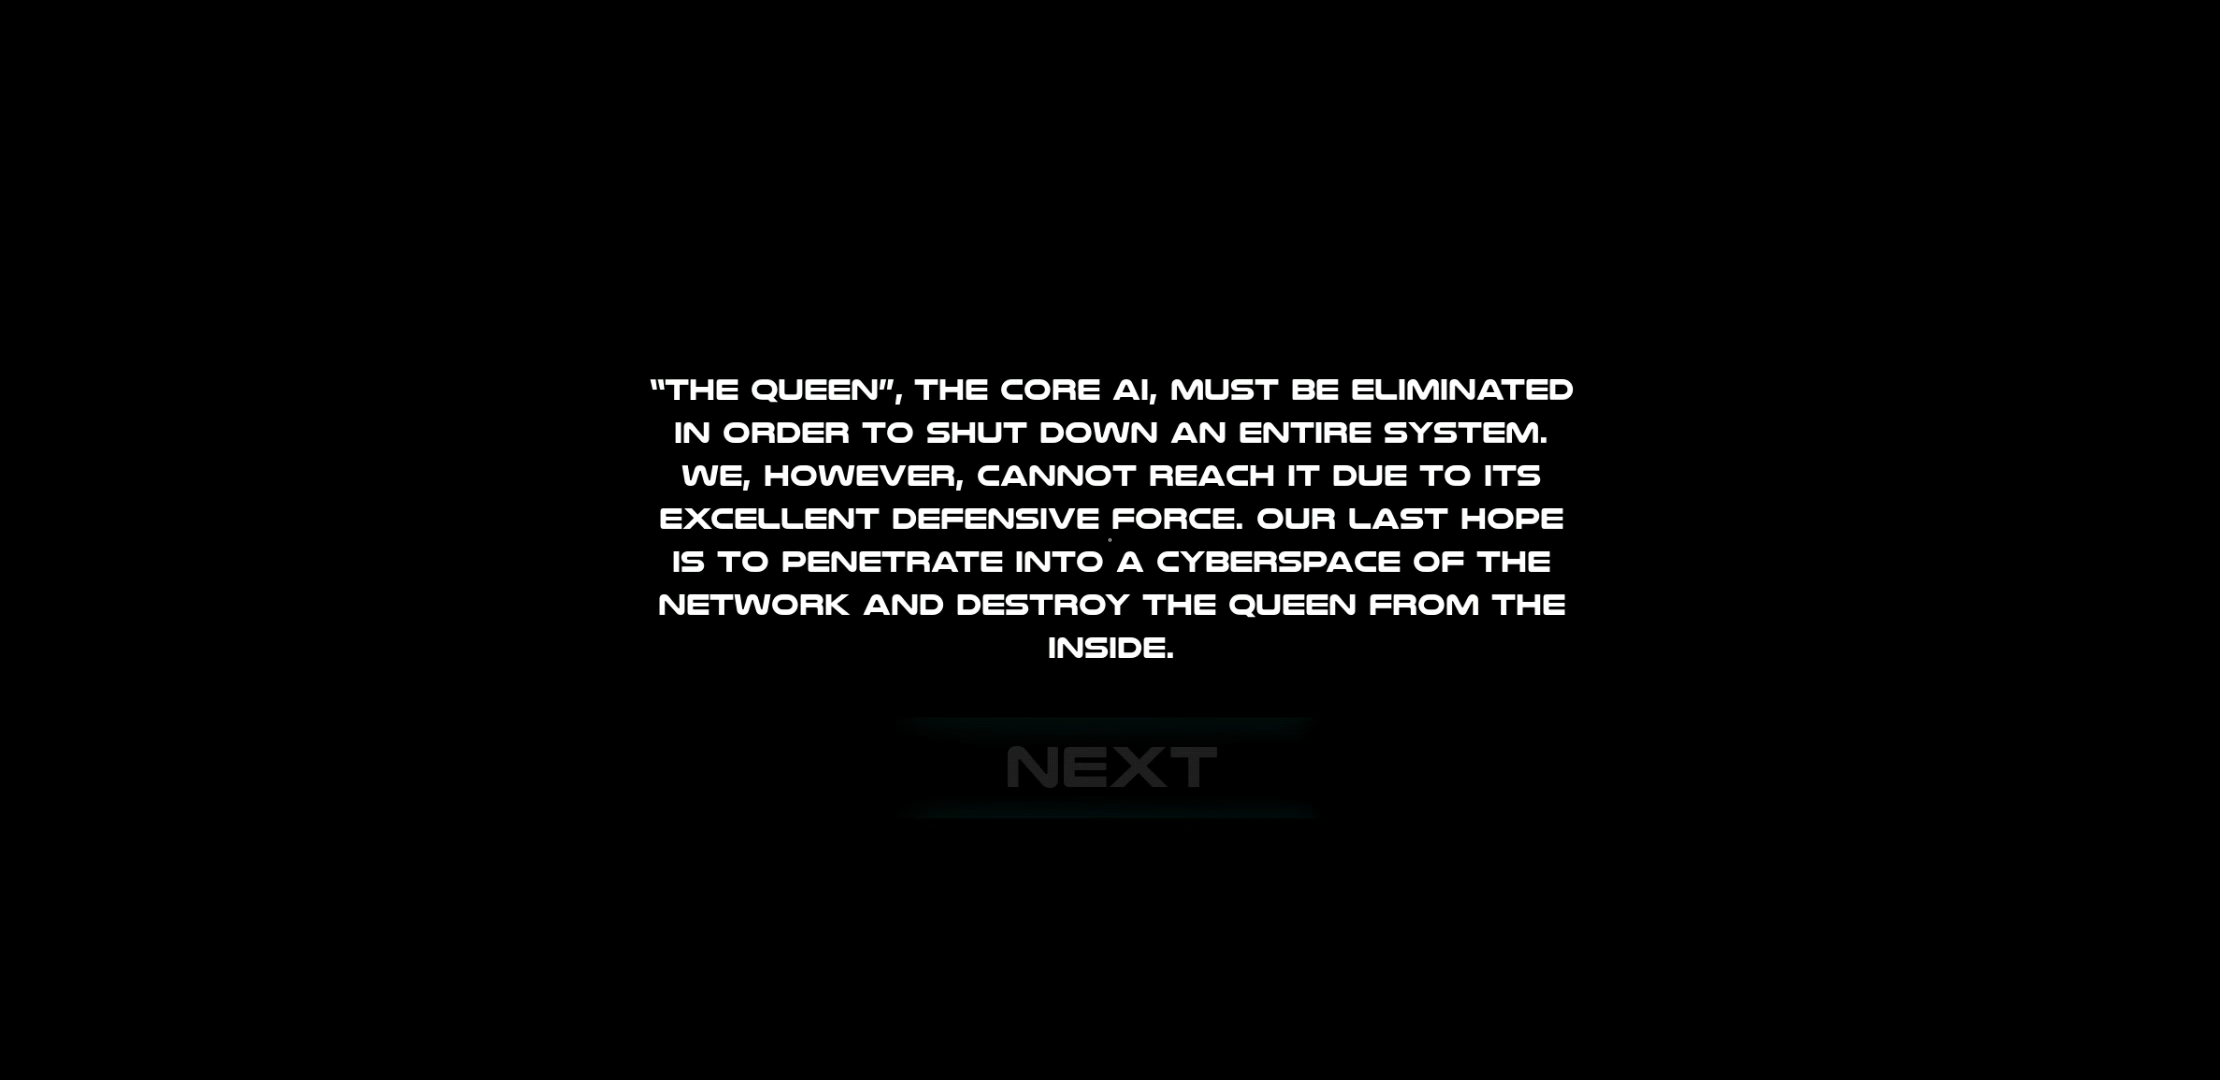 “THE QUEEN”, THE CORE AI, MUST BE ELIMINATED
IN ORDER TO SHUT DOWN AN ENTIRE SYSTEM.
WE, HOWEVER, CANNOT REACH IT DUE TO ITS
EXCELLENT DEFENSIVE FORCE. OUR LAST HOPE
IS TO PENETRATE INTO A CYBERSPACE OF THE
NETWORK AND DESTROY THE QUEEN FROM THE
INSIDE.
NEXT